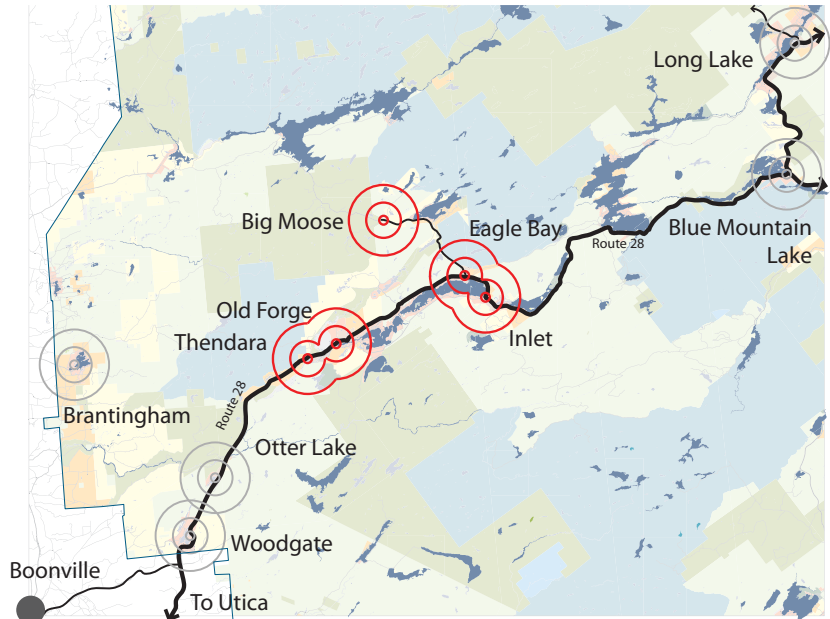 Long Lake
Big Moose
Eagle Bay
Blue Mountain
Lake
Route 28
Old Forge
Thendara
Inlet
Route 28
Brantingham
Otter Lake
Woodgate
Boonville
To Utica